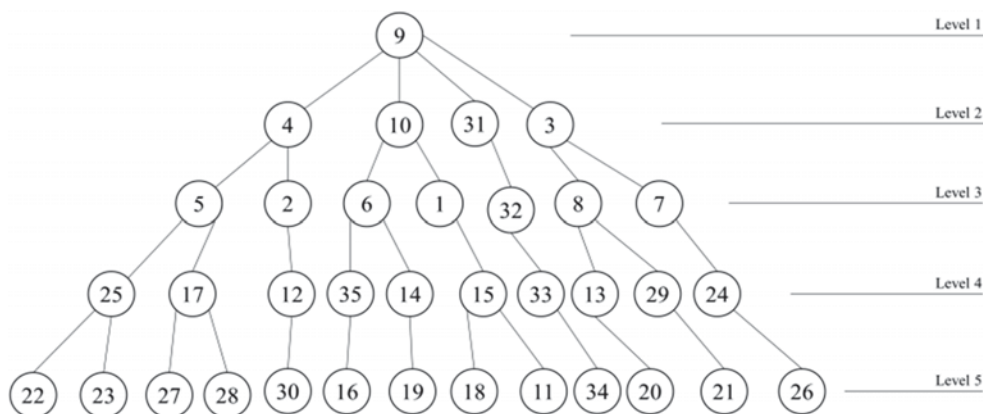 9 Level 1
4 10 31 3 Level 2
5 2 6 1 32 8 7 Level 3
25 17 12 35 14 15 33 13 29 24 Level 4
22 23 27 28 30 16 19 18 11 34 20 21 26 Level 5